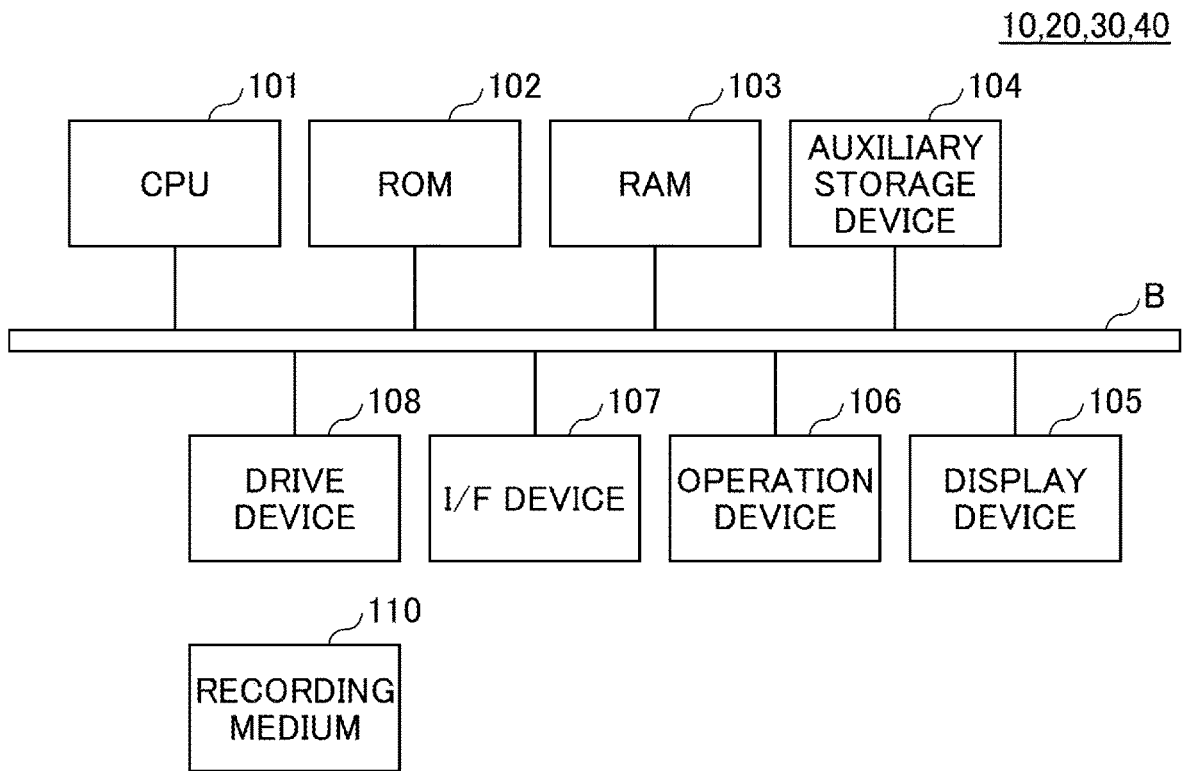 10,20,30,40
101
102
103
104
CPU
ROM
RAM
AUXILIARY
STORAGE
DEVICE
B
108
107
106
105
DRIVE
DEVICE
I/F DEVICE
OPERATION
DEVICE
DISPLAY
DEVICE
110
RECORDING
MEDIUM